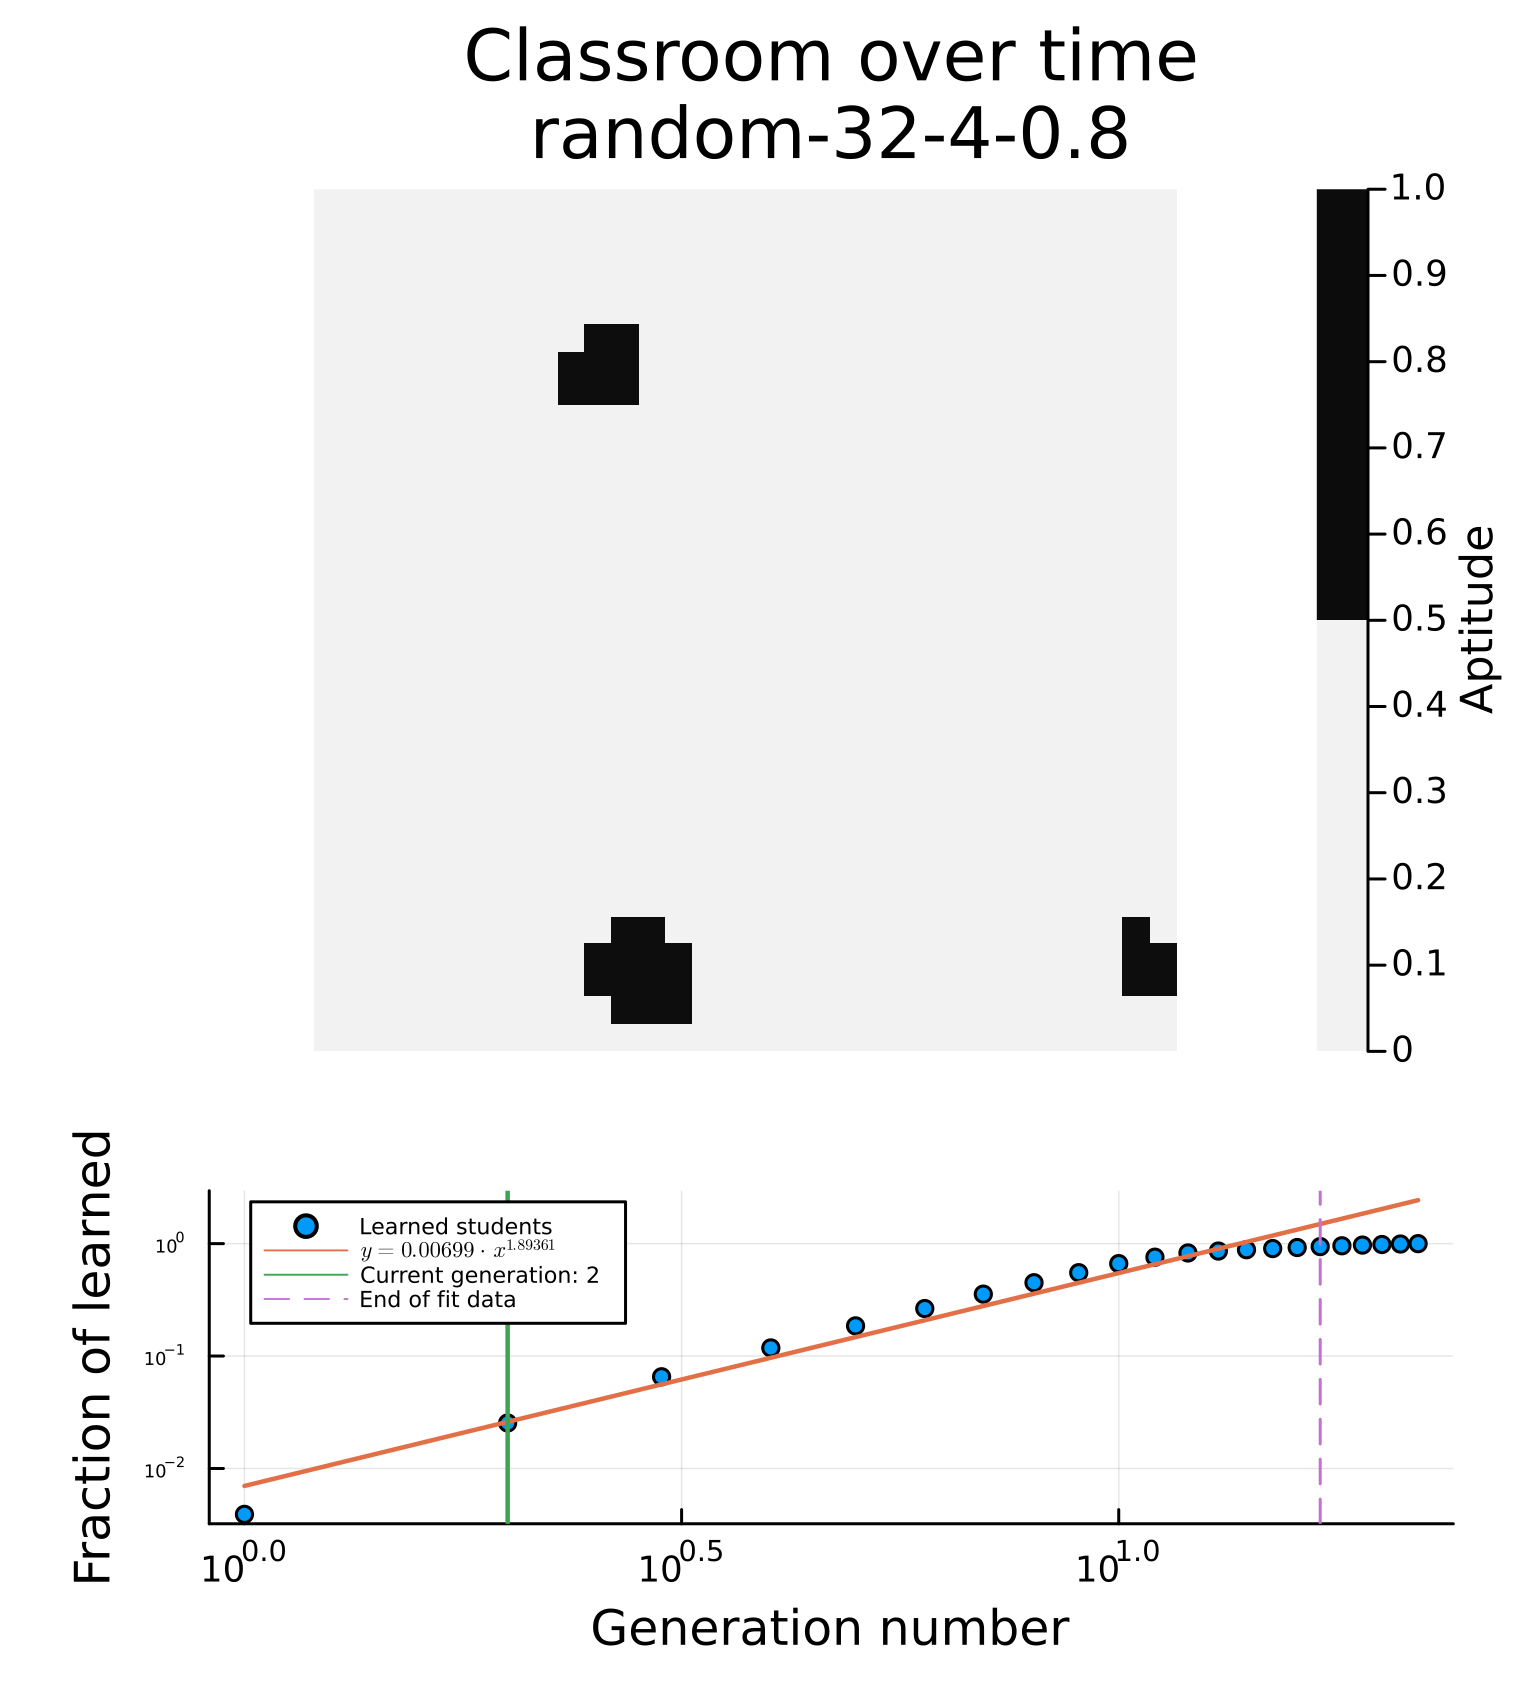 Classroom over time
random-32-4-0.8
1.0
0.9
0.8
0.7
0.6
0.5
0.4
0.3
0.2
0.1
0
Aptitude
Fraction of learned
10⁰
10⁻¹
10⁻²
Learned students
y = 0.00699 · x^1.89361
Current generation: 2
End of fit data
10^0.0
10^0.5
10^1.0
Generation number